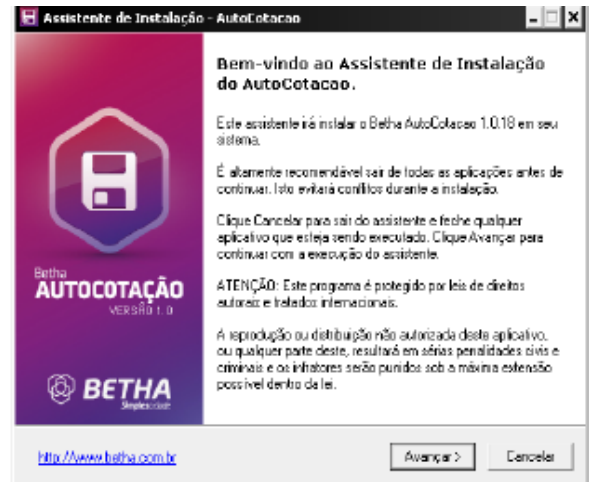 Assistente de Instalação - AutoCotacao
Bem-vindo ao Assistente de Instalação
do AutoCotacao.
Este assistente irá instalar o Betha AutoCotacao 1.0.18 em seu
sistema.
É altamente recomendável sair de todas as aplicações antes de
continuar. Isto evitará conflitos durante a instalação.
Clique Cancelar para sair do assistente e feche qualquer
aplicativo que esteja sendo executado. Clique Avançar para
continuar com a execução do assistente.
ATENÇÃO: Este programa é protegido por leis de direitos
autorais e tratados internacionais.
A reprodução ou distribuição não autorizada deste aplicativo,
ou qualquer parte deste, resultará em sérias penalidades civis e
criminais e os infratores serão punidos sob a máxima extensão
possível dentro da lei.
Betha
AUTOCOTAÇÃO
VERSÃO 1.0
BETHA
http://www.betha.com.br
Avançar >
Cancelar